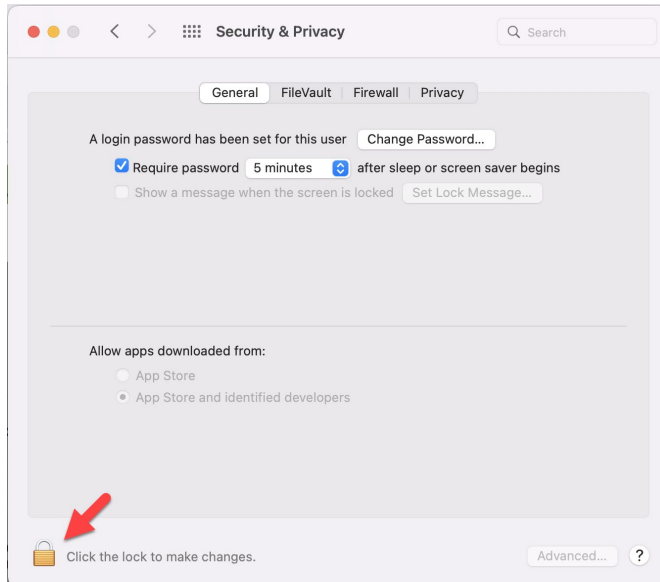 Security & Privacy
Search
General
FileVault
Firewall
Privacy
A login password has been set for this user
Change Password...
Require password
5 minutes
after sleep or screen saver begins
Show a message when the screen is locked
Set Lock Message...
Allow apps downloaded from:
App Store
App Store and identified developers
Click the lock to make changes.
Advanced...
?